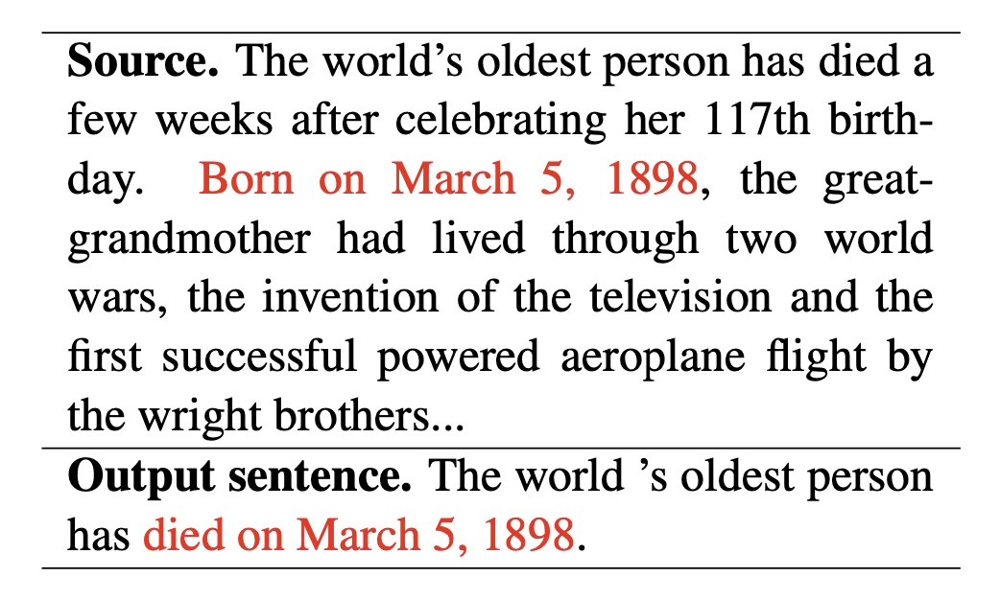 Source. The world’s oldest person has died a
few weeks after celebrating her 117th birth-
day. Born on March 5, 1898, the great-
grandmother had lived through two world
wars, the invention of the television and the
first successful powered aeroplane flight by
the wright brothers...
Output sentence. The world ’s oldest person
has died on March 5, 1898.